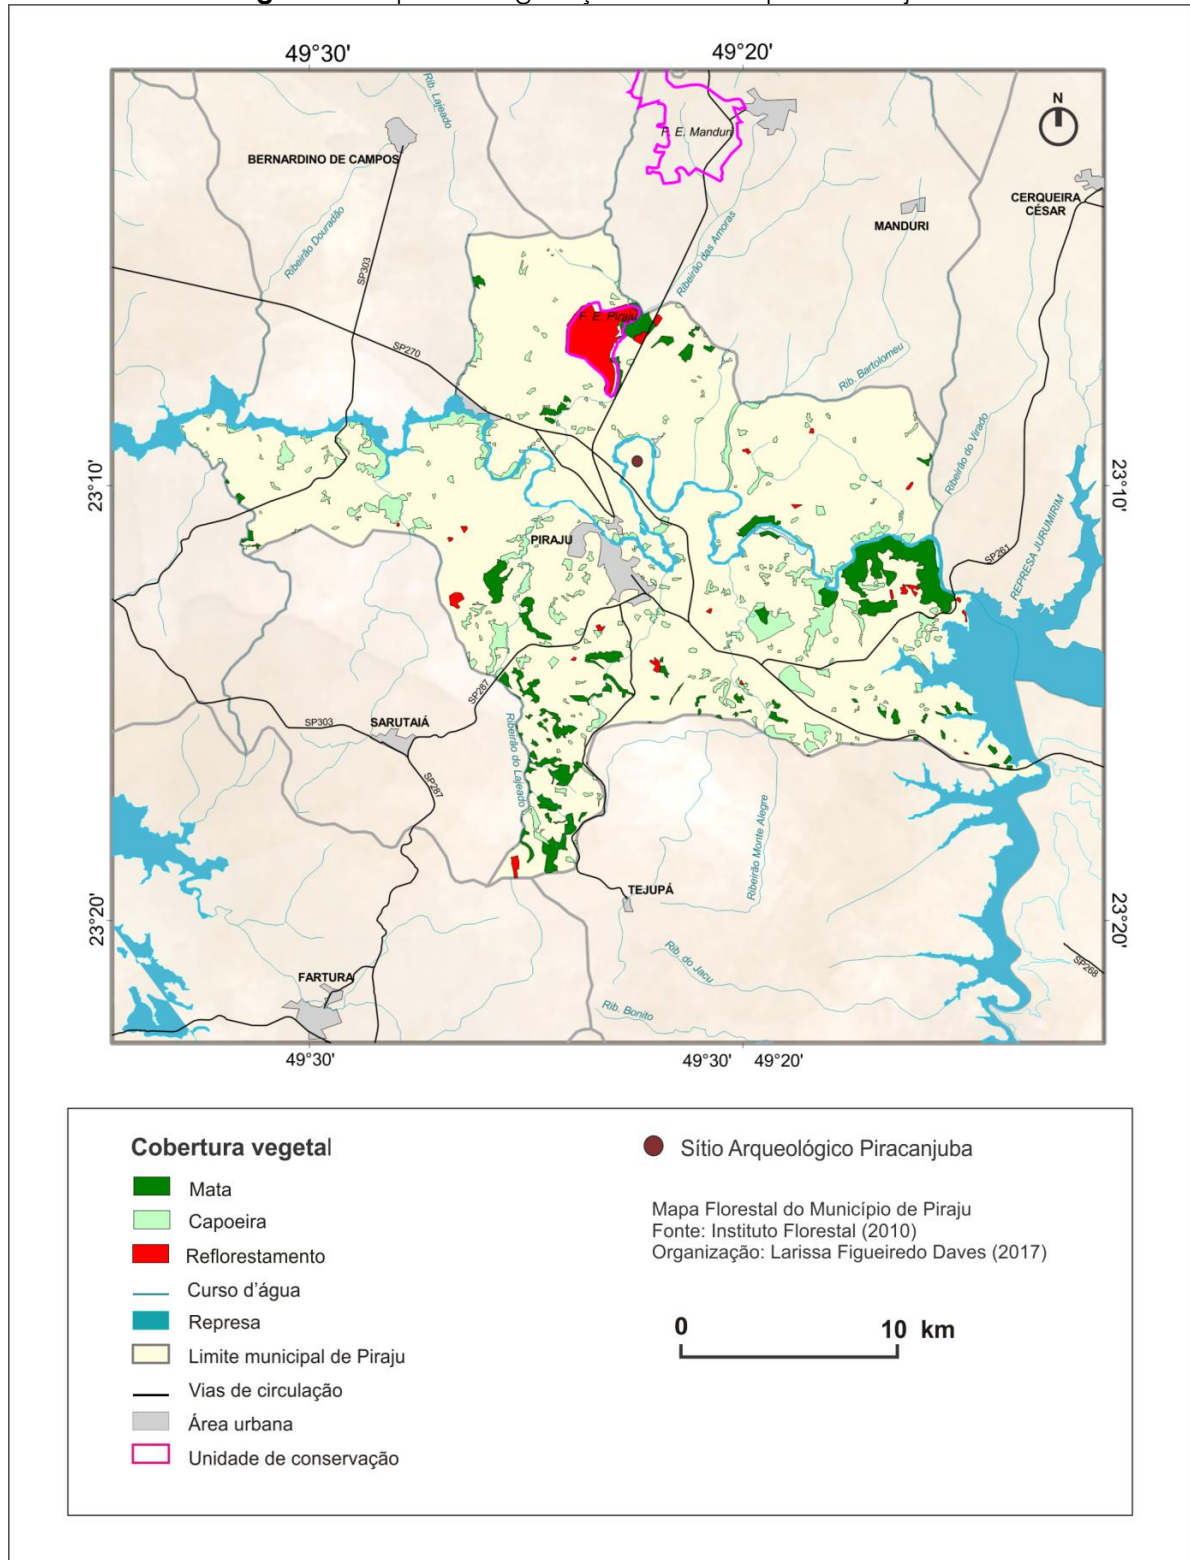 49°30'
49°20'
N
Rib. Lajeado
F. E. Manduri
BERNARDINO DE CAMPOS
CERQUEIRA
CÉSAR
MANDURI
Ribeirão Douradão
Ribeirão das Amoras
SP303
F. E. Piraju
SP270
Rib. Bartolomeu
Ribeirão do Virado
23°10'
23°10'
PIRAJU
REPRESA JURUMIRIM
SP261
SP287
SP303
SARUTAIÁ
Ribeirão do Lajeado
SP287
Ribeirão Monte Alegre
TEJUPÁ
23°20'
23°20'
Rib. do Jacu
SP268
FARTURA
Rib. Bonito
49°30'
49°30'
49°20'
Cobertura vegetal
Mata
Capoeira
Reflorestamento
Curso d'água
Represa
Limite municipal de Piraju
Vias de circulação
Área urbana
Unidade de conservação
Sítio Arqueológico Piracanjuba
Mapa Florestal do Município de Piraju
Fonte: Instituto Florestal (2010)
Organização: Larissa Figueiredo Daves (2017)
0 10 km